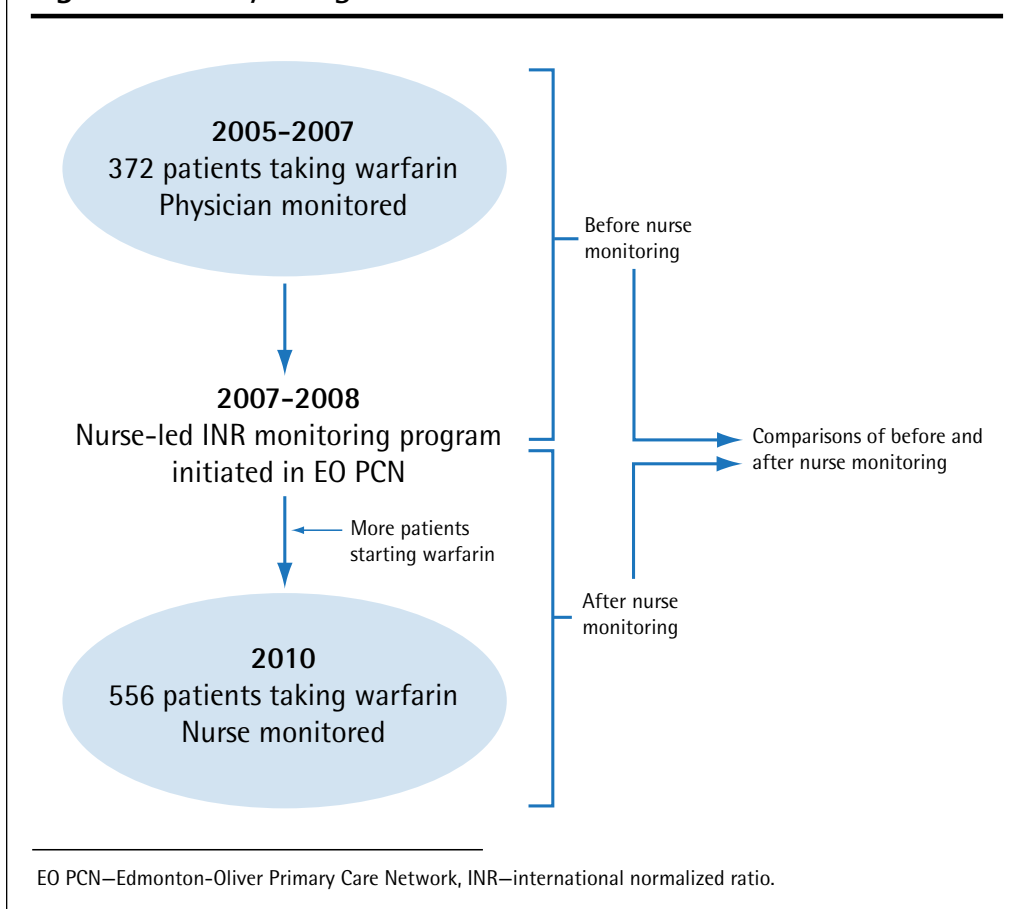 2005-2007
372 patients taking warfarin
Physician monitored
Before nurse
monitoring
2007-2008
Nurse-led INR monitoring program
initiated in EO PCN
Comparisons of before and
after nurse monitoring
More patients
starting warfarin
After nurse
monitoring
2010
556 patients taking warfarin
Nurse monitored
EO PCN—Edmonton-Oliver Primary Care Network, INR—international normalized ratio.